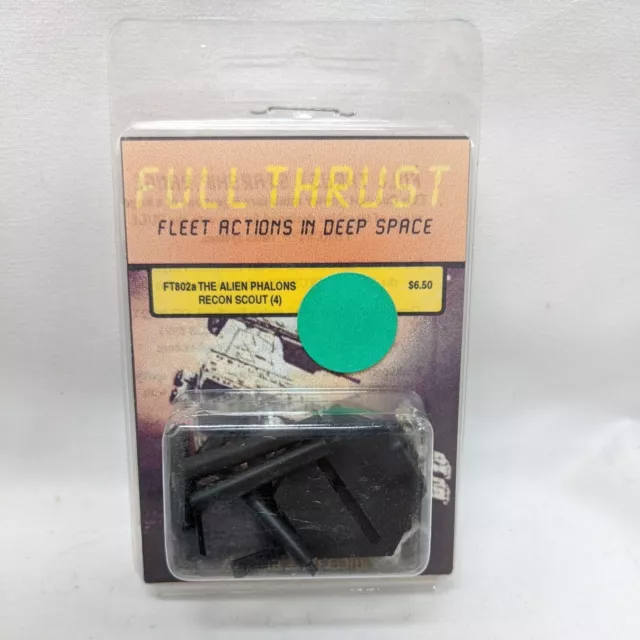 FULL THRUST
FLEET ACTIONS IN DEEP SPACE
FT802a THE ALIEN PHALONS $6.50
RECON SCOUT (4)